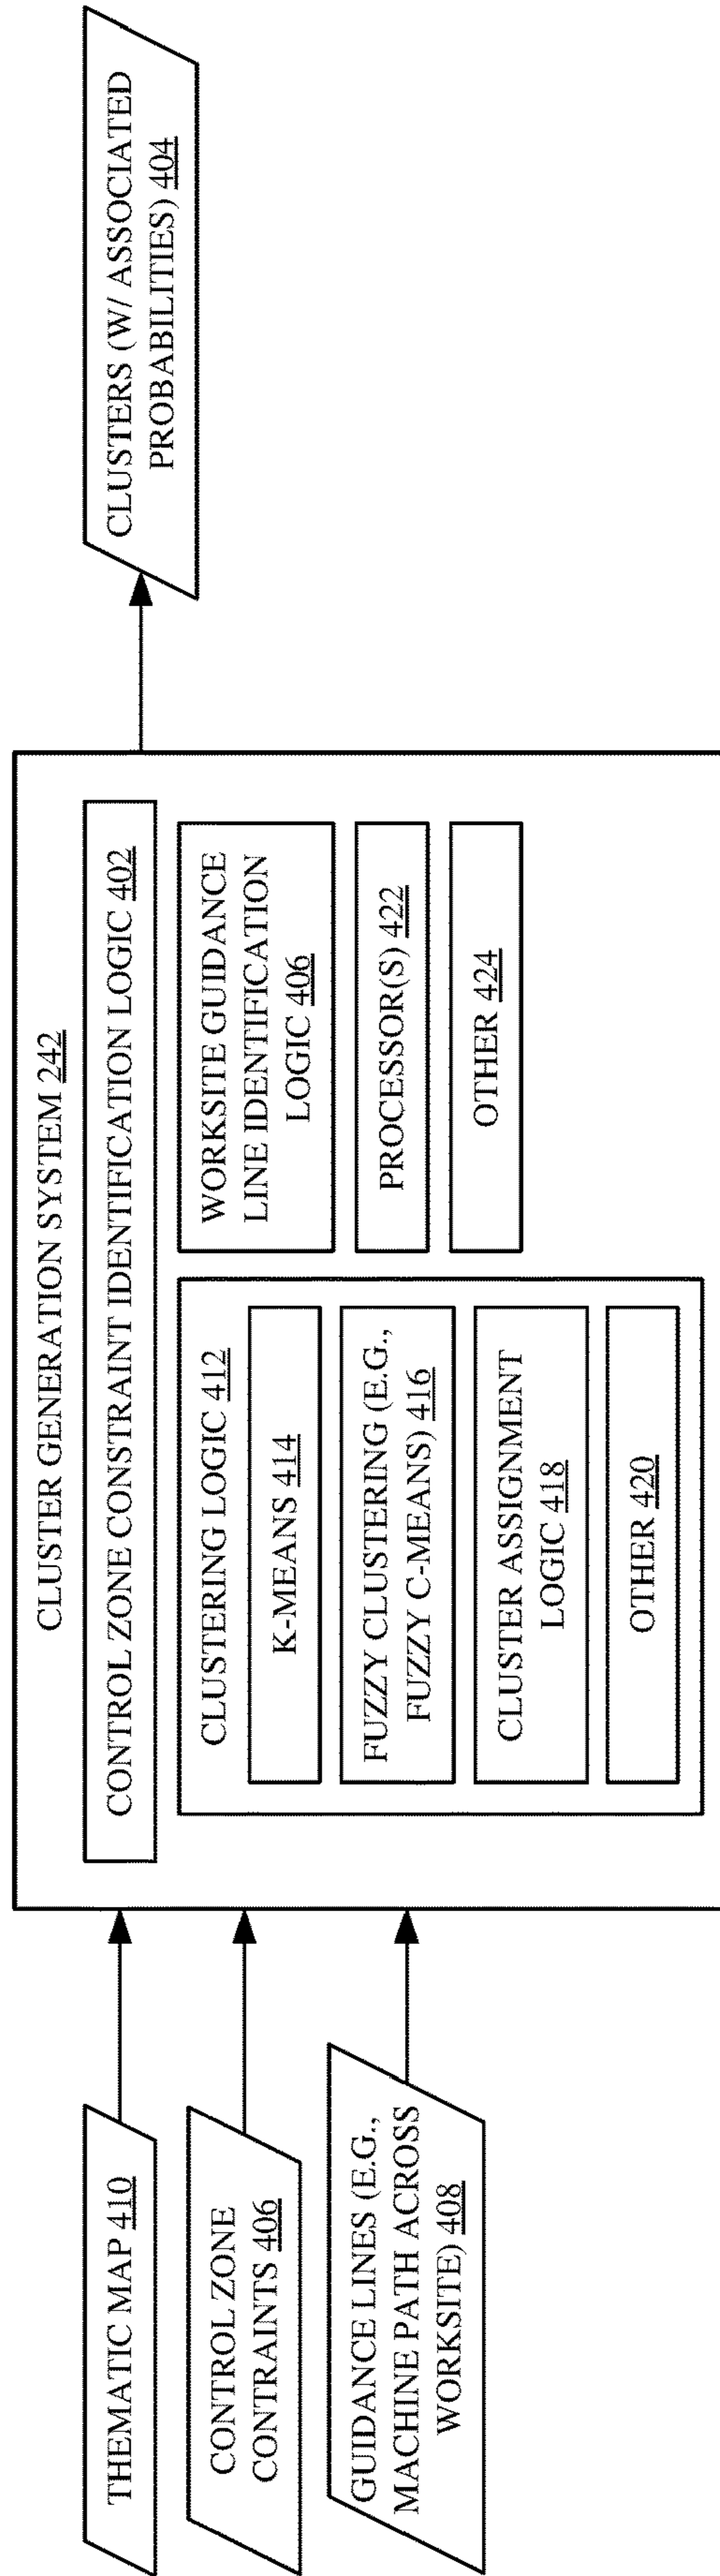 THEMATIC MAP 410
CONTROL ZONE
CONTRAINTS 406
GUIDANCE LINES (E.G.,
MACHINE PATH ACROSS
WORKSITE) 408
CLUSTER GENERATION SYSTEM 242
CONTROL ZONE CONSTRAINT IDENTIFICATION LOGIC 402
CLUSTERING LOGIC 412
K-MEANS 414
FUZZY CLUSTERING (E.G.,
FUZZY C-MEANS) 416
CLUSTER ASSIGNMENT
LOGIC 418
OTHER 420
WORKSITE GUIDANCE
LINE IDENTIFICATION
LOGIC 406
PROCESSOR(S) 422
OTHER 424
CLUSTERS (W/ ASSOCIATED
PROBABILITIES) 404